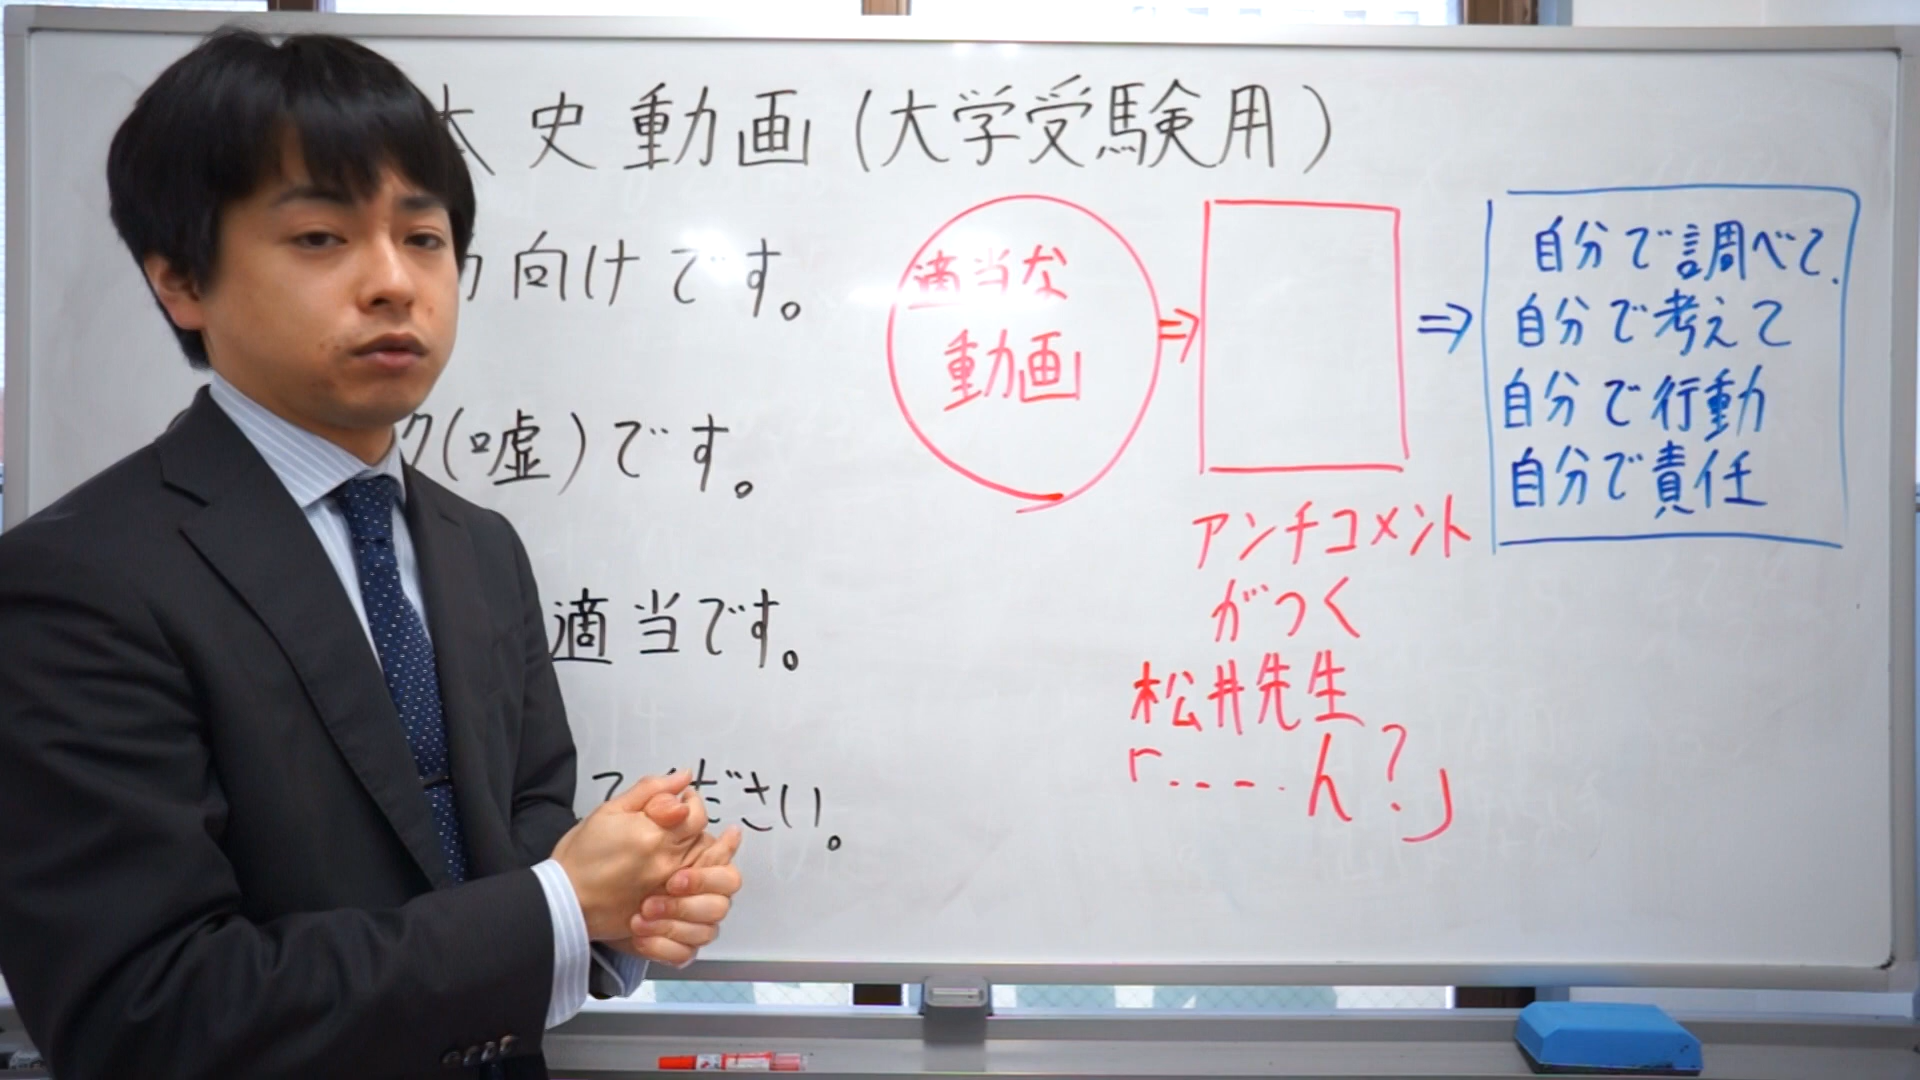 本史動画(大学受験用)
向けです。
ク(嘘)です。
適当です。
てください。
適当な
動画
⇒
アンチコメント
がつく
松井先生
「....ん?」
⇒
自分で調べて.
自分で考えて
自分で行動
自分で責任